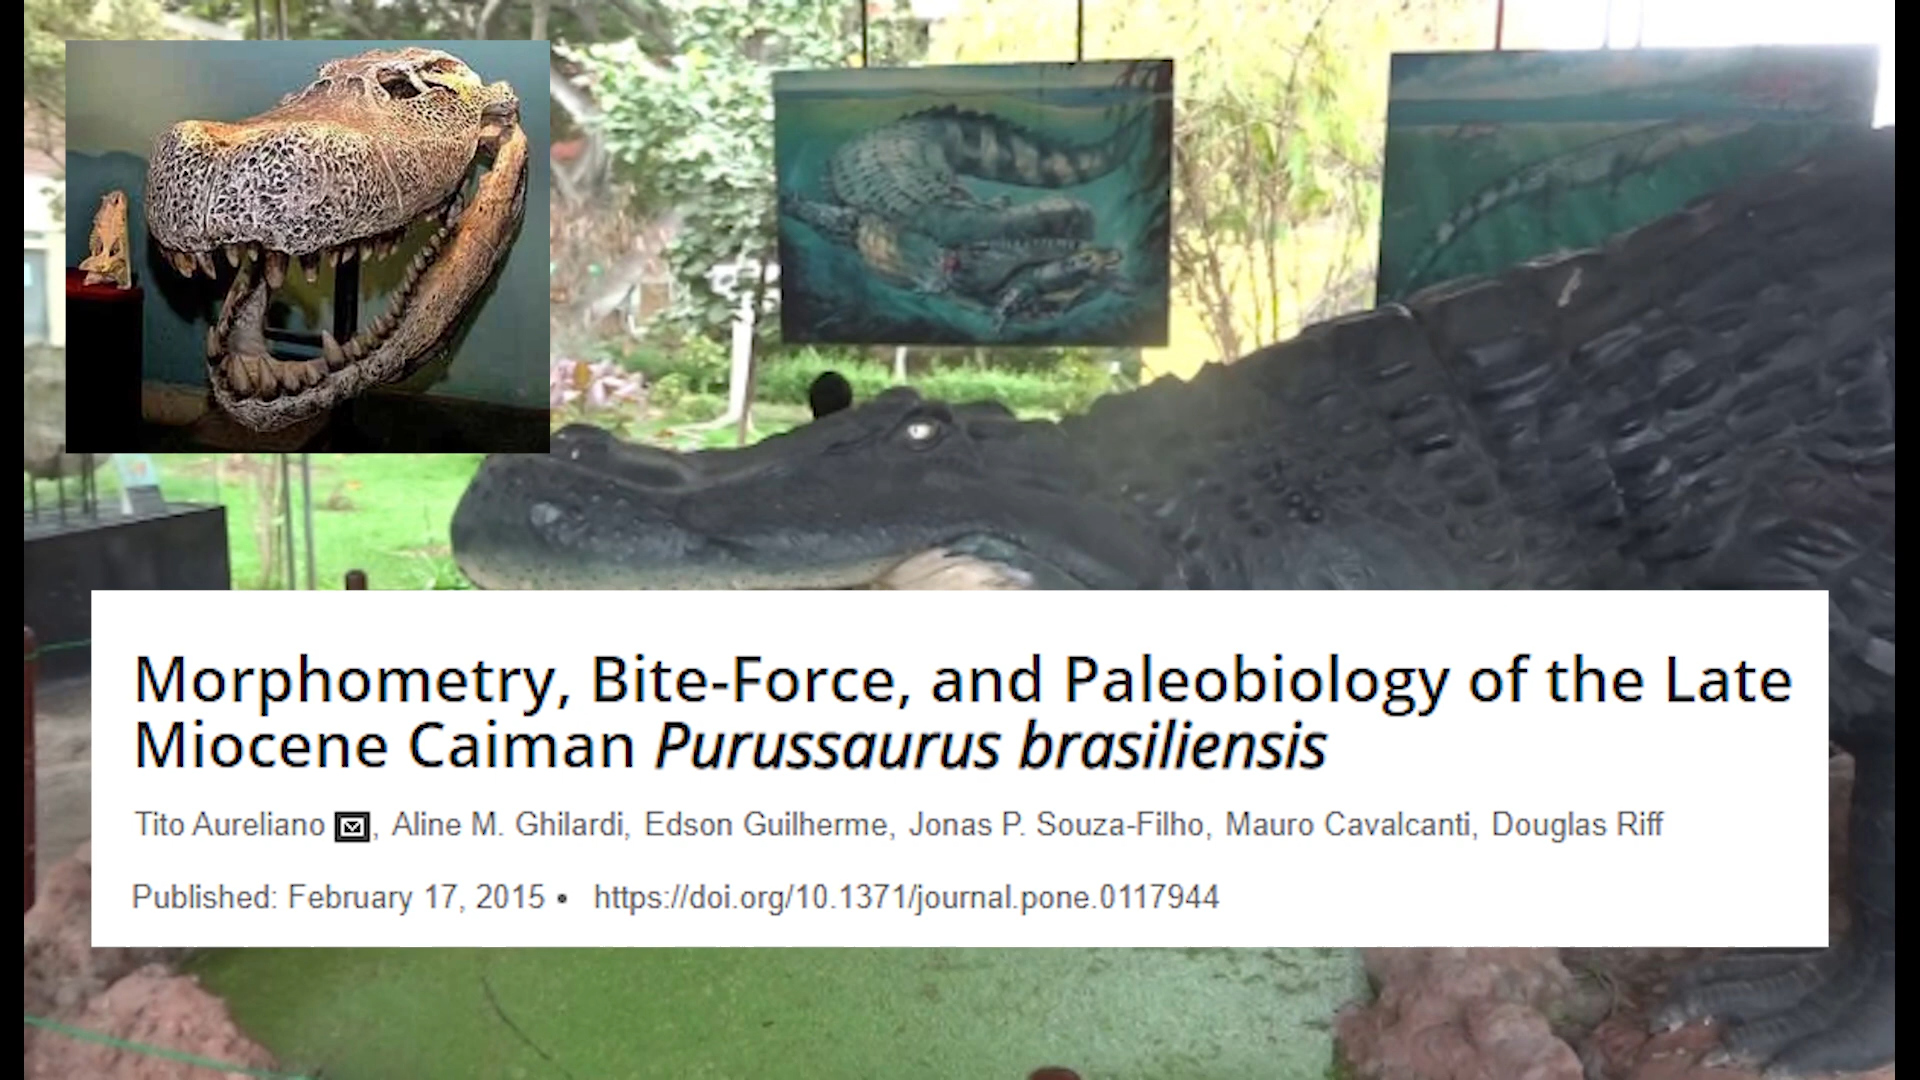 Morphometry, Bite-Force, and Paleobiology of the Late
Miocene Caiman Purussaurus brasiliensis
Tito Aureliano , Aline M. Ghilardi, Edson Guilherme, Jonas P. Souza-Filho, Mauro Cavalcanti, Douglas Riff
Published: February 17, 2015 • https://doi.org/10.1371/journal.pone.0117944